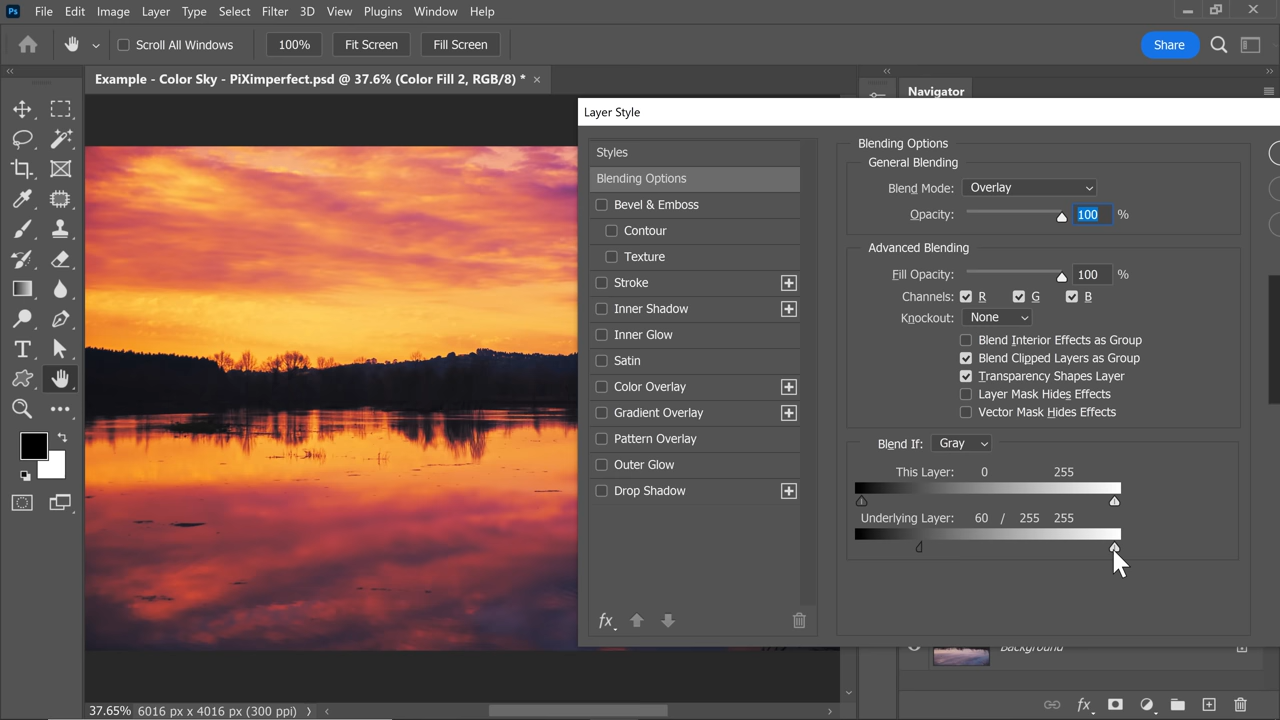 Ps File Edit Image Layer Type Select Filter 3D View Plugins Window Help
Scroll All Windows 100% Fit Screen Fill Screen Share
Example - Color Sky - PiXimperfect.psd @ 37.6% (Color Fill 2, RGB/8) *
Navigator
Layer Style
Styles
Blending Options
Bevel & Emboss
Contour
Texture
Stroke
Inner Shadow
Inner Glow
Satin
Color Overlay
Gradient Overlay
Pattern Overlay
Outer Glow
Drop Shadow
fx
Blending Options
General Blending
Blend Mode: Overlay
Opacity: 100 %
Advanced Blending
Fill Opacity: 100 %
Channels: R G B
Knockout: None
Blend Interior Effects as Group
Blend Clipped Layers as Group
Transparency Shapes Layer
Layer Mask Hides Effects
Vector Mask Hides Effects
Blend If: Gray
This Layer: 0 255
Underlying Layer: 60 / 255 255
Background
fx
37.65% 6016 px x 4016 px (300 ppi)